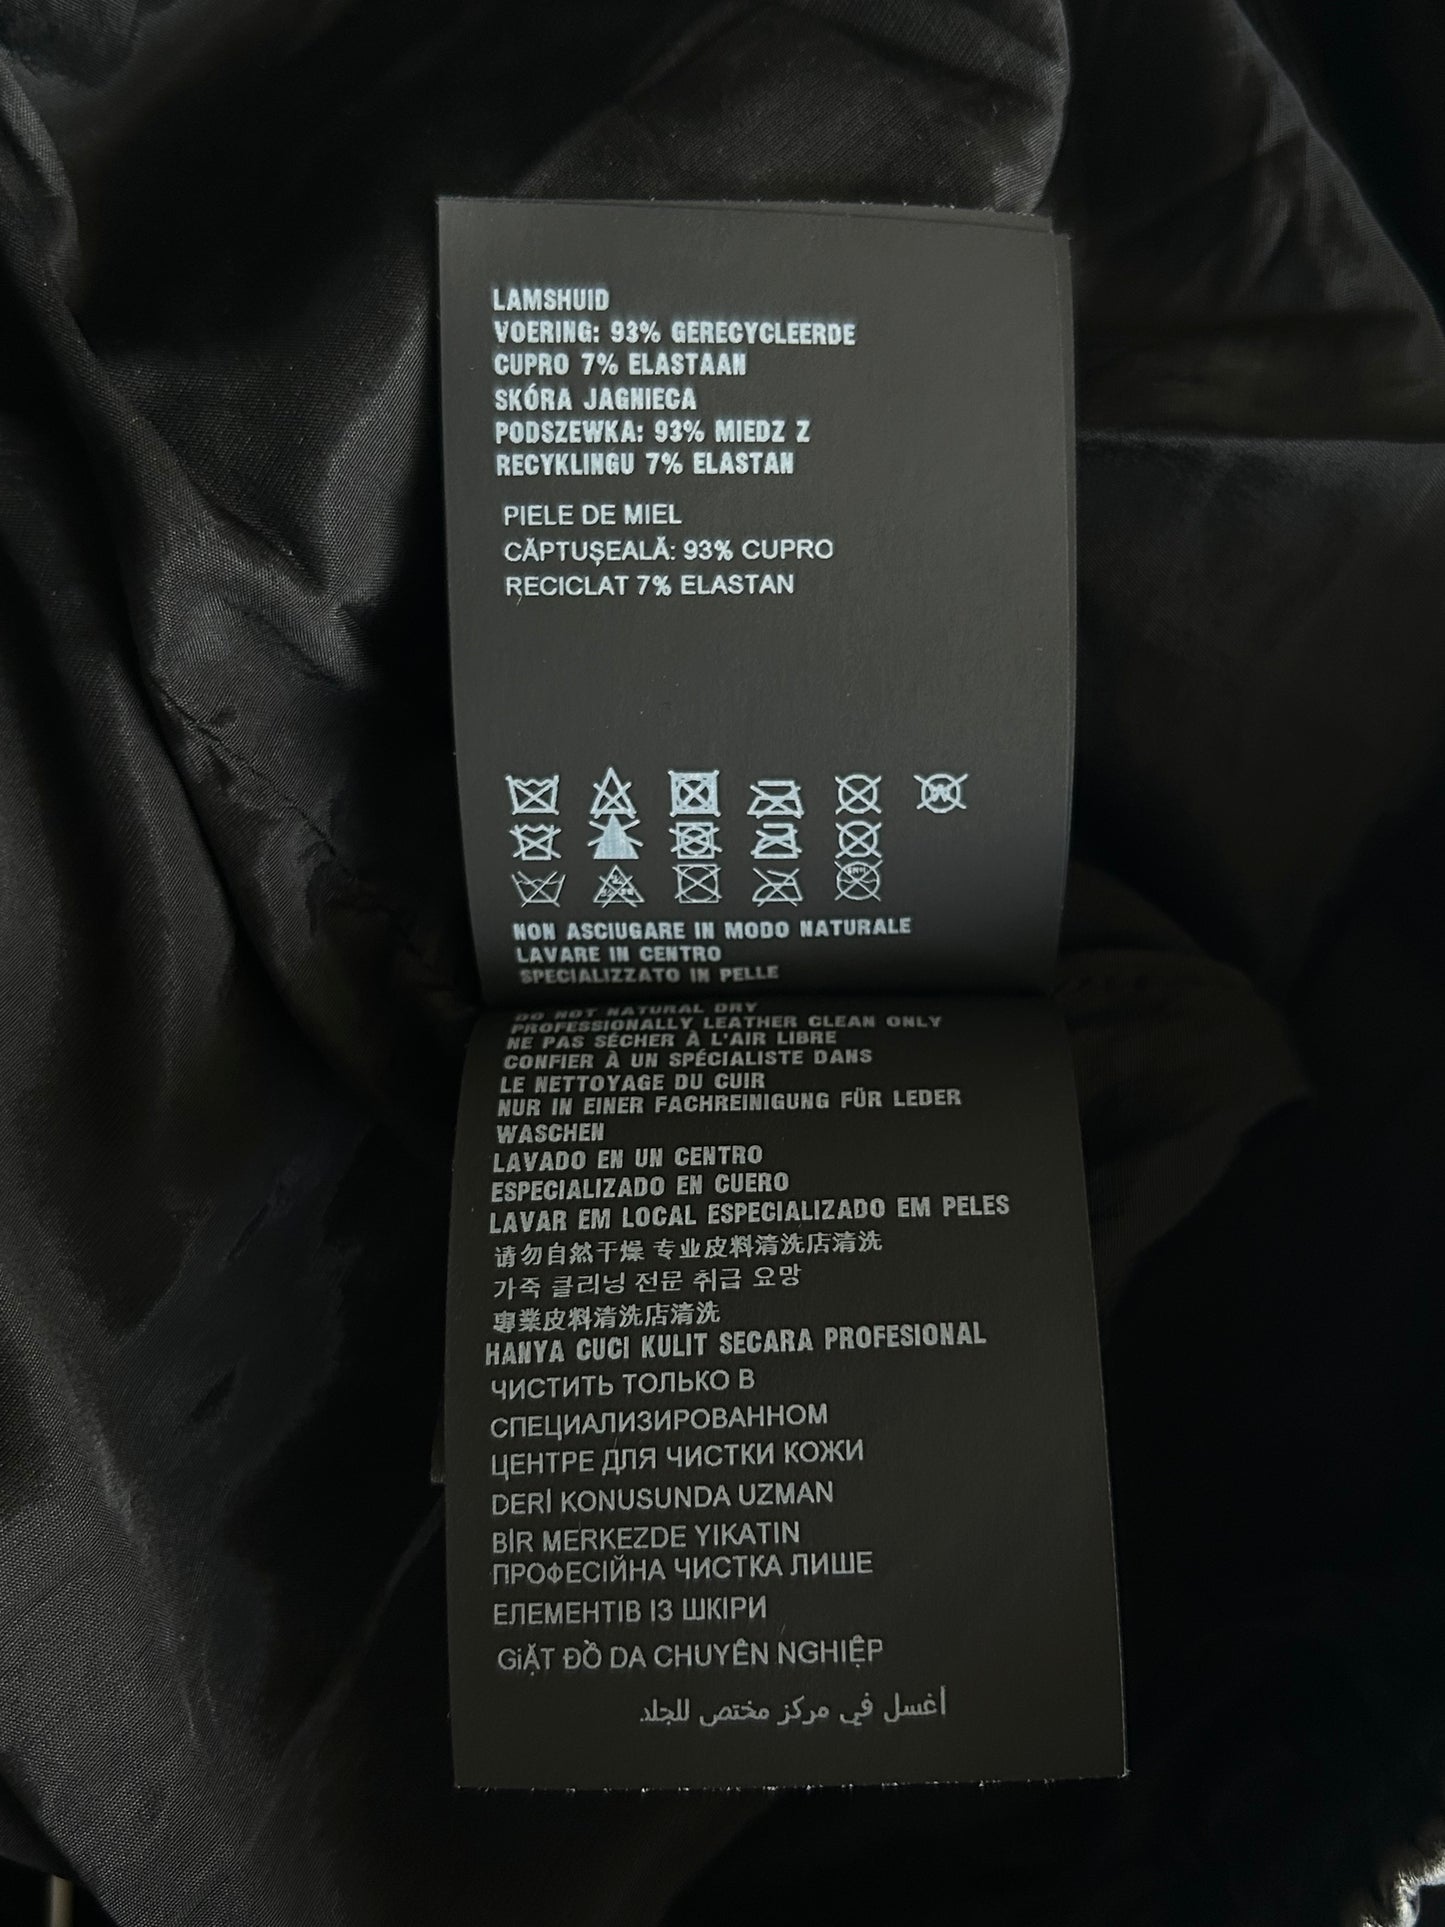 LAMSHUID
VOERING: 93% GERECYCLEERDE
CUPRO 7% ELASTAAN
SKÓRA JAGNIECA
PODSZEWKA: 93% MIEDZ Z
RECYKLINGU 7% ELASTAN
PIELE DE MIEL
CĂPTUȘEALĂ: 93% CUPRO
RECICLAT 7% ELASTAN
NON ASCIUGARE IN MODO NATURALE
LAVARE IN CENTRO
SPECIALIZZATO IN PELLE
DO NOT NATURAL DRY
PROFESSIONALLY LEATHER CLEAN ONLY
NE PAS SÉCHER À L'AIR LIBRE
CONFIER À UN SPÉCIALISTE DANS
LE NETTOYAGE DU CUIR
NUR IN EINER FACHREINIGUNG FÜR LEDER
WASCHEN
LAVADO EN UN CENTRO
ESPECIALIZADO EN CUERO
LAVAR EM LOCAL ESPECIALIZADO EM PELES
请勿自然干燥 专业皮料清洗店清洗
가죽 클리닝 전문 취급 요망
專業皮料清洗店清洗
HANYA CUCI KULIT SECARA PROFESIONAL
ЧИСТИТЬ ТОЛЬКО В
СПЕЦИАЛИЗИРОВАННОМ
ЦЕНТРЕ ДЛЯ ЧИСТКИ КОЖИ
DERİ KONUSUNDA UZMAN
BİR MERKEZDE YIKATIN
ПРОФЕСІЙНА ЧИСТКА ЛИШЕ
ЕЛЕМЕНТІВ ІЗ ШКІРИ
GiẶT ĐỒ DA CHUYÊN NGHIỆP
أغسل في مركز مختص للجلد.